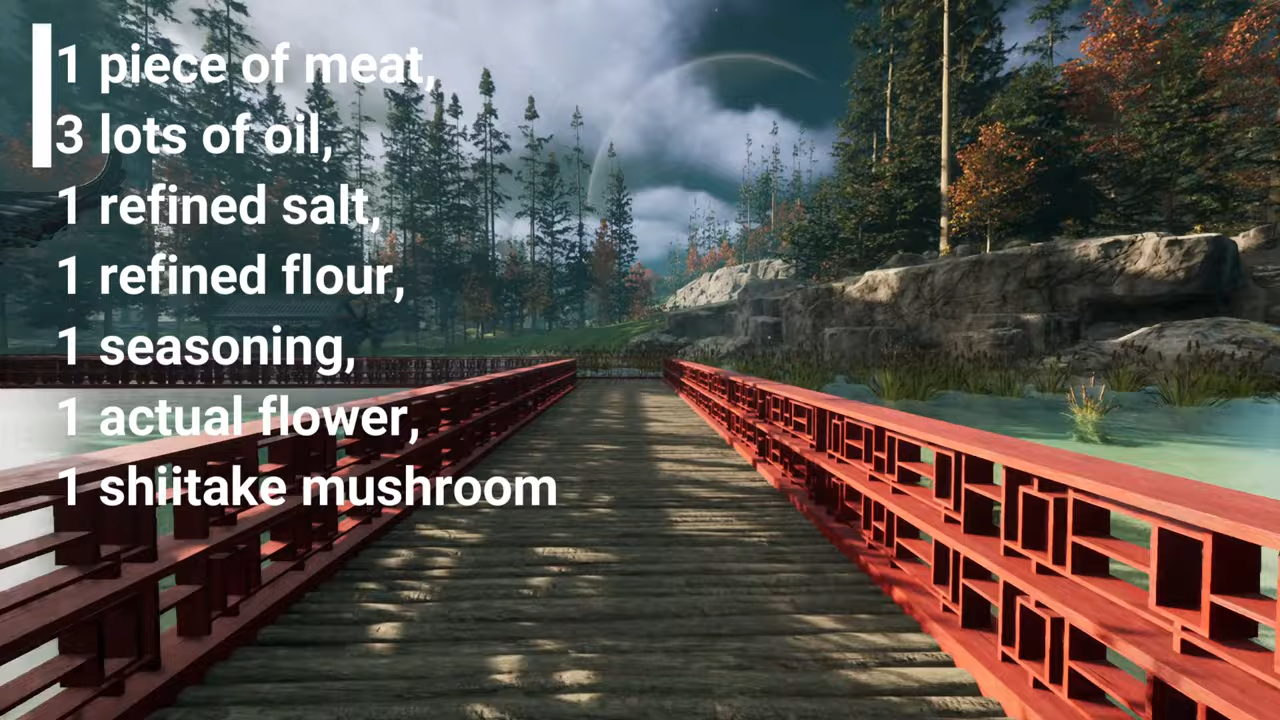 1 piece of meat,
3 lots of oil,
1 refined salt,
1 refined flour,
1 seasoning,
1 actual flower,
1 shiitake mushroom